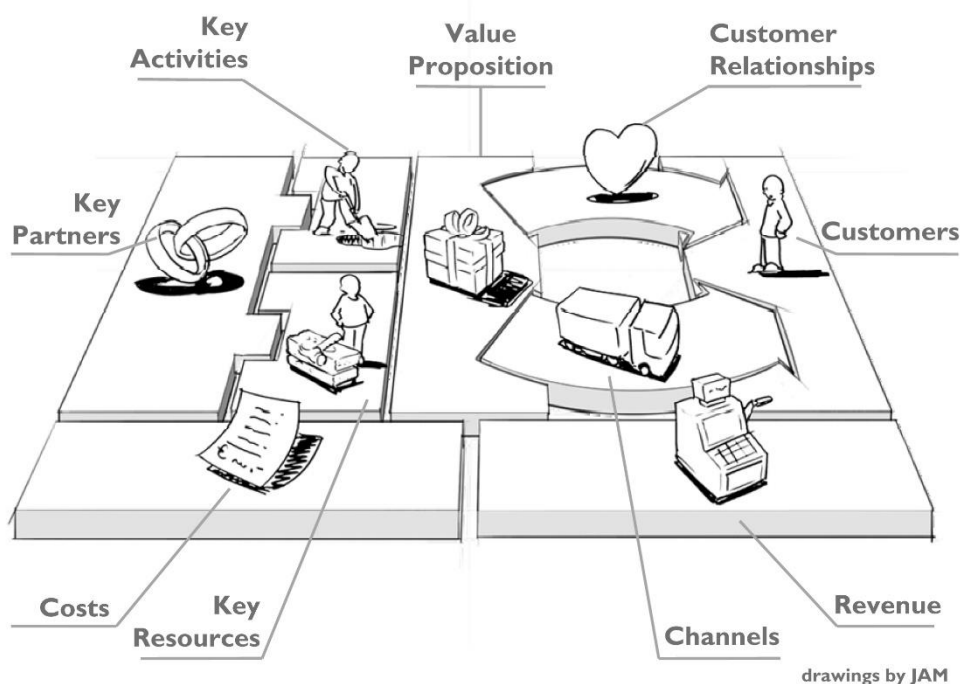 Key
Activities
Value
Proposition
Customer
Relationships
Key
Partners
Customers
Costs
Key
Resources
Channels
Revenue
drawings by JAM